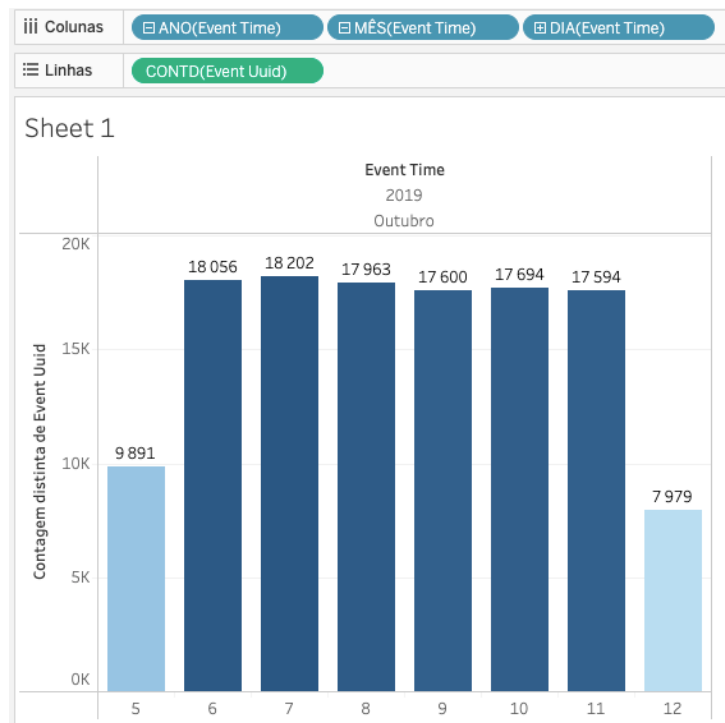 Colunas ANO(Event Time) MÊS(Event Time) DIA(Event Time)
Linhas CONTD(Event Uuid)
Sheet 1
Event Time
2019
Outubro
Contagem distinta de Event Uuid
20K
15K
10K
5K
0K
9 891
18 056
18 202
17 963
17 600
17 694
17 594
7 979
5 6 7 8 9 10 11 12